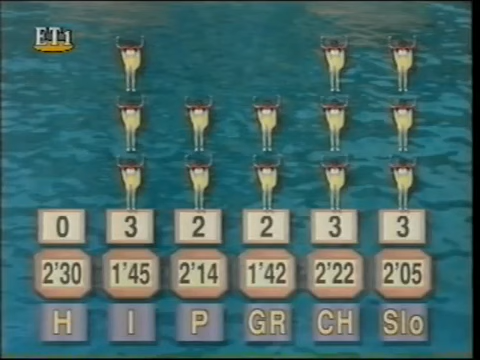 ET1
0 3 2 2 3 3
2'30 1'45 2'14 1'42 2'22 2'05
H I P GR CH Slo